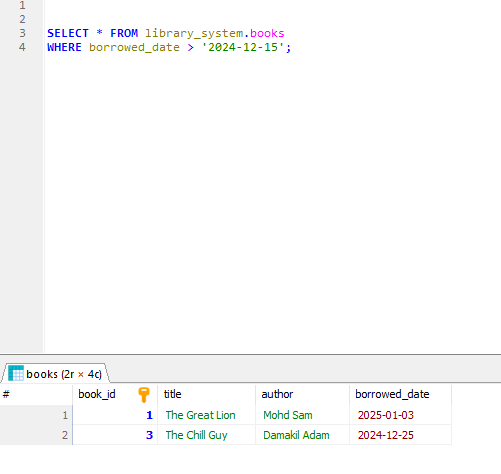 1
2
3 SELECT * FROM library_system.books
4 WHERE borrowed_date > '2024-12-15';
books (2r × 4c)
# book_id title author borrowed_date
1 1 The Great Lion Mohd Sam 2025-01-03
2 3 The Chill Guy Damakil Adam 2024-12-25